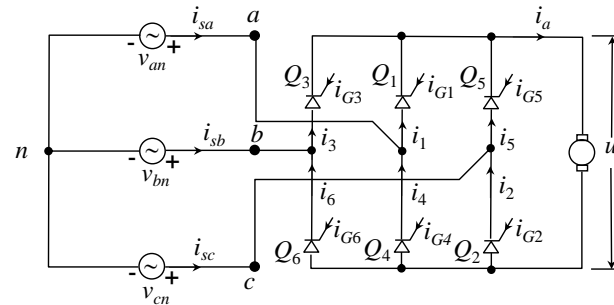 i_sa a i_a
- + Q_3 Q_1 Q_5
v_an i_G3 i_G1 i_G5
i_sb b
n - + i_3 i_1 i_5 u
v_bn i_6 i_4 i_2
i_sc i_G6 i_G4 i_G2
- + Q_6 Q_4 Q_2
v_cn c